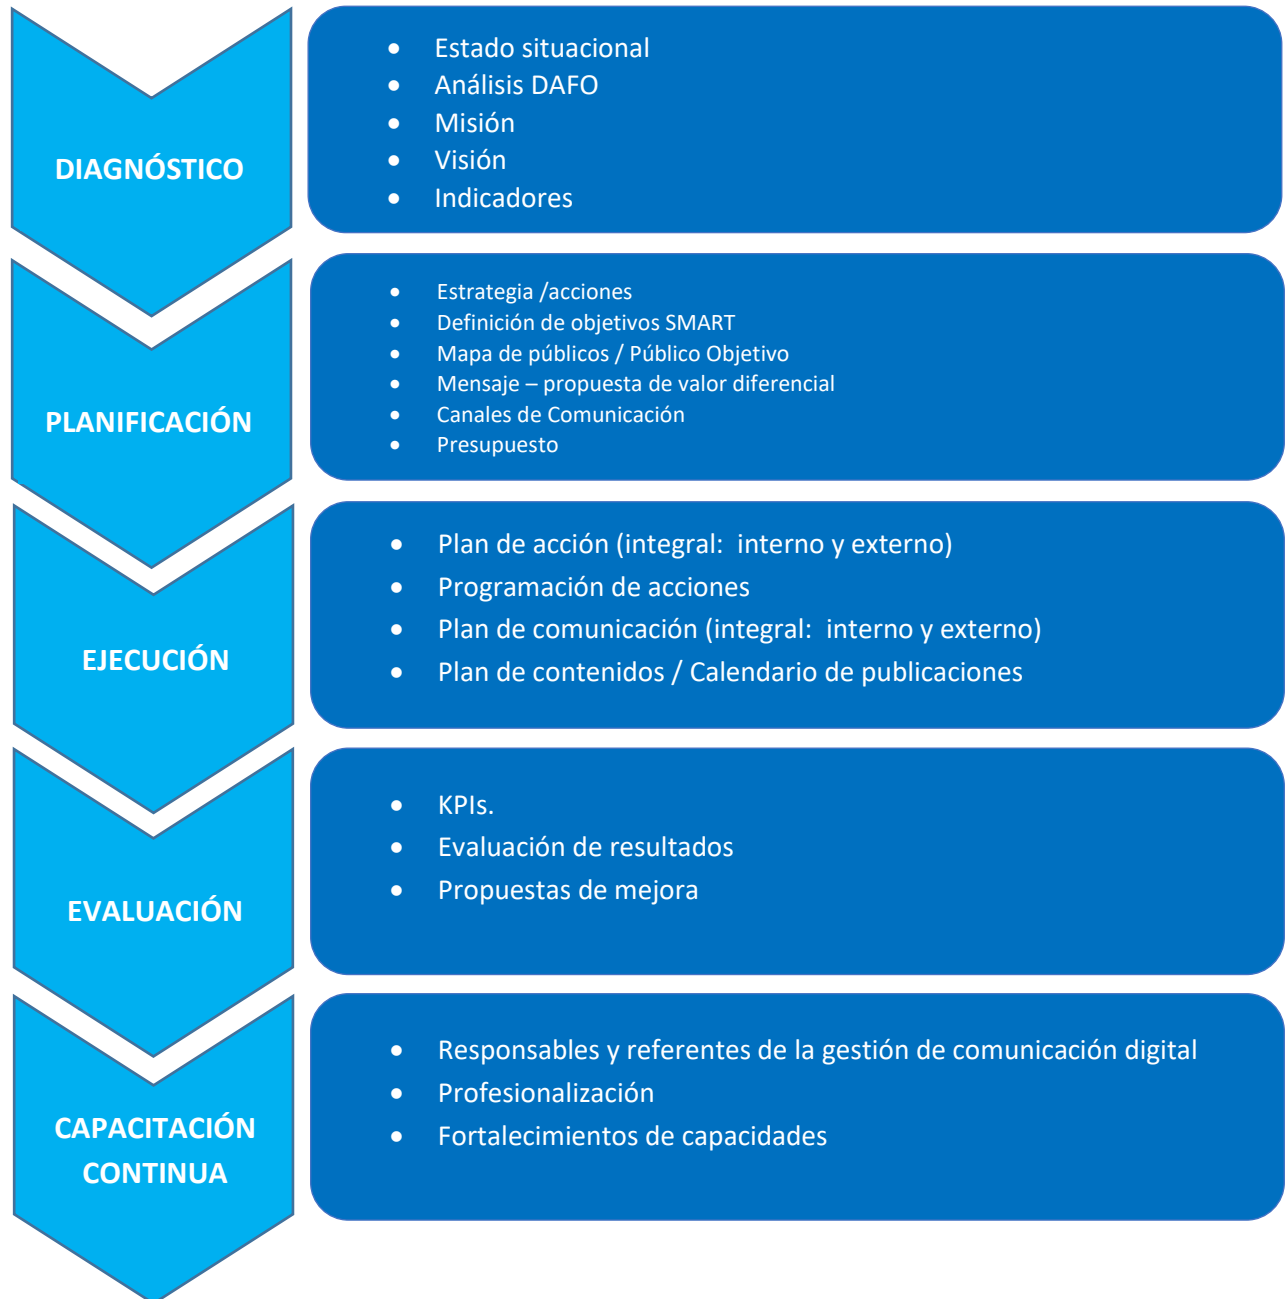 DIAGNÓSTICO
• Estado situacional
• Análisis DAFO
• Misión
• Visión
• Indicadores
PLANIFICACIÓN
• Estrategia /acciones
• Definición de objetivos SMART
• Mapa de públicos / Público Objetivo
• Mensaje – propuesta de valor diferencial
• Canales de Comunicación
• Presupuesto
EJECUCIÓN
• Plan de acción (integral:  interno y externo)
• Programación de acciones
• Plan de comunicación (integral:  interno y externo)
• Plan de contenidos / Calendario de publicaciones
EVALUACIÓN
• KPIs.
• Evaluación de resultados
• Propuestas de mejora
CAPACITACIÓN
CONTINUA
• Responsables y referentes de la gestión de comunicación digital
• Profesionalización
• Fortalecimientos de capacidades